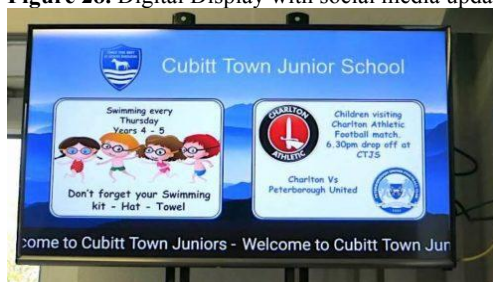 Figure 28. Digital Display with social media upda
Cubitt Town Junior School
Swimming every
Thursday
Years 4 - 5
Don't forget your Swimming
kit - Hat - Towel
CHARLTON
ATHLETIC
Children visiting
Charlton Athletic
Football match.
6.30pm drop off at
CTJS
Charlton Vs
Peterborough United
come to Cubitt Town Juniors - Welcome to Cubitt Town Jun